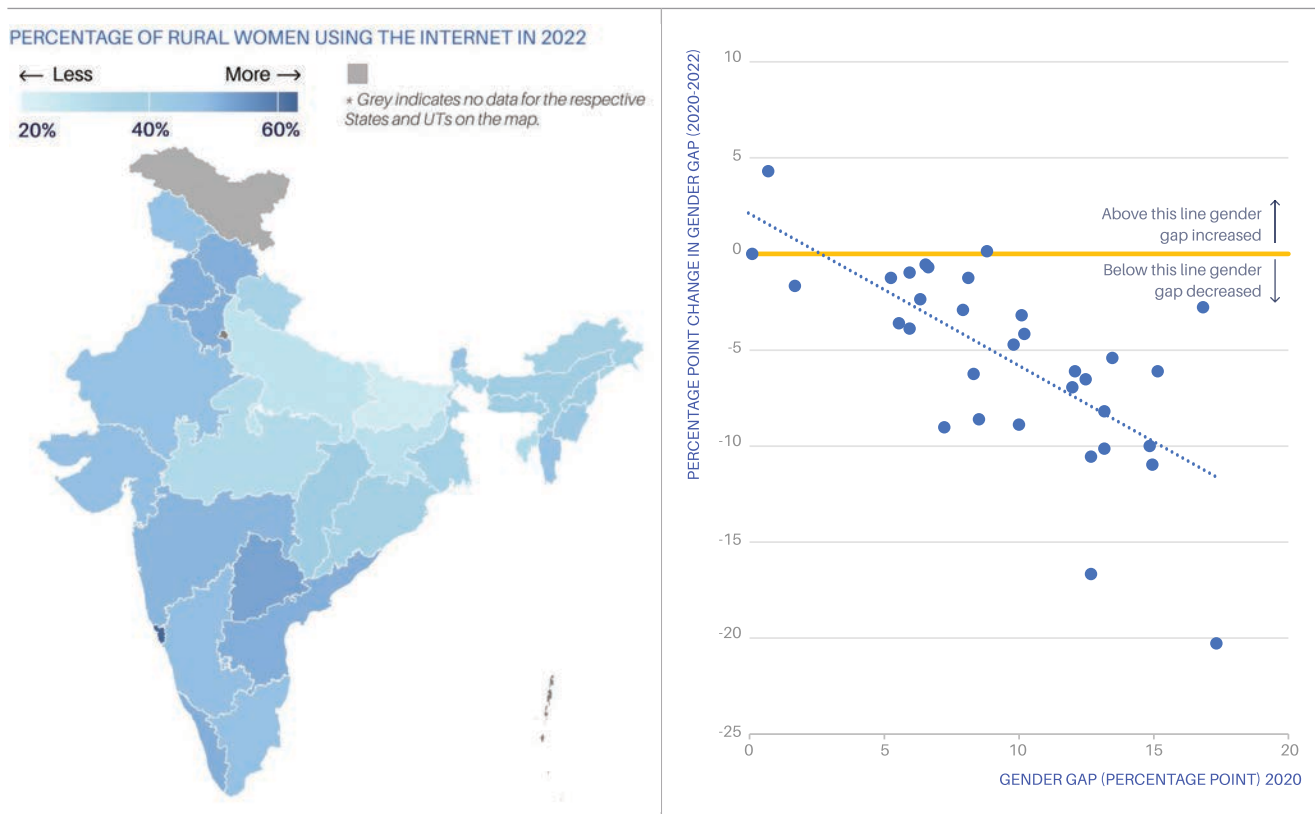 PERCENTAGE OF RURAL WOMEN USING THE INTERNET IN 2022
← Less
More →
20%
40%
60%
* Grey indicates no data for the respective
States and UTs on the map.
PERCENTAGE POINT CHANGE IN GENDER GAP (2020-2022)
10
5
0
-5
-10
-15
-20
-25
Above this line gender
gap increased
Below this line gender
gap decreased
0
5
10
15
20
GENDER GAP (PERCENTAGE POINT) 2020